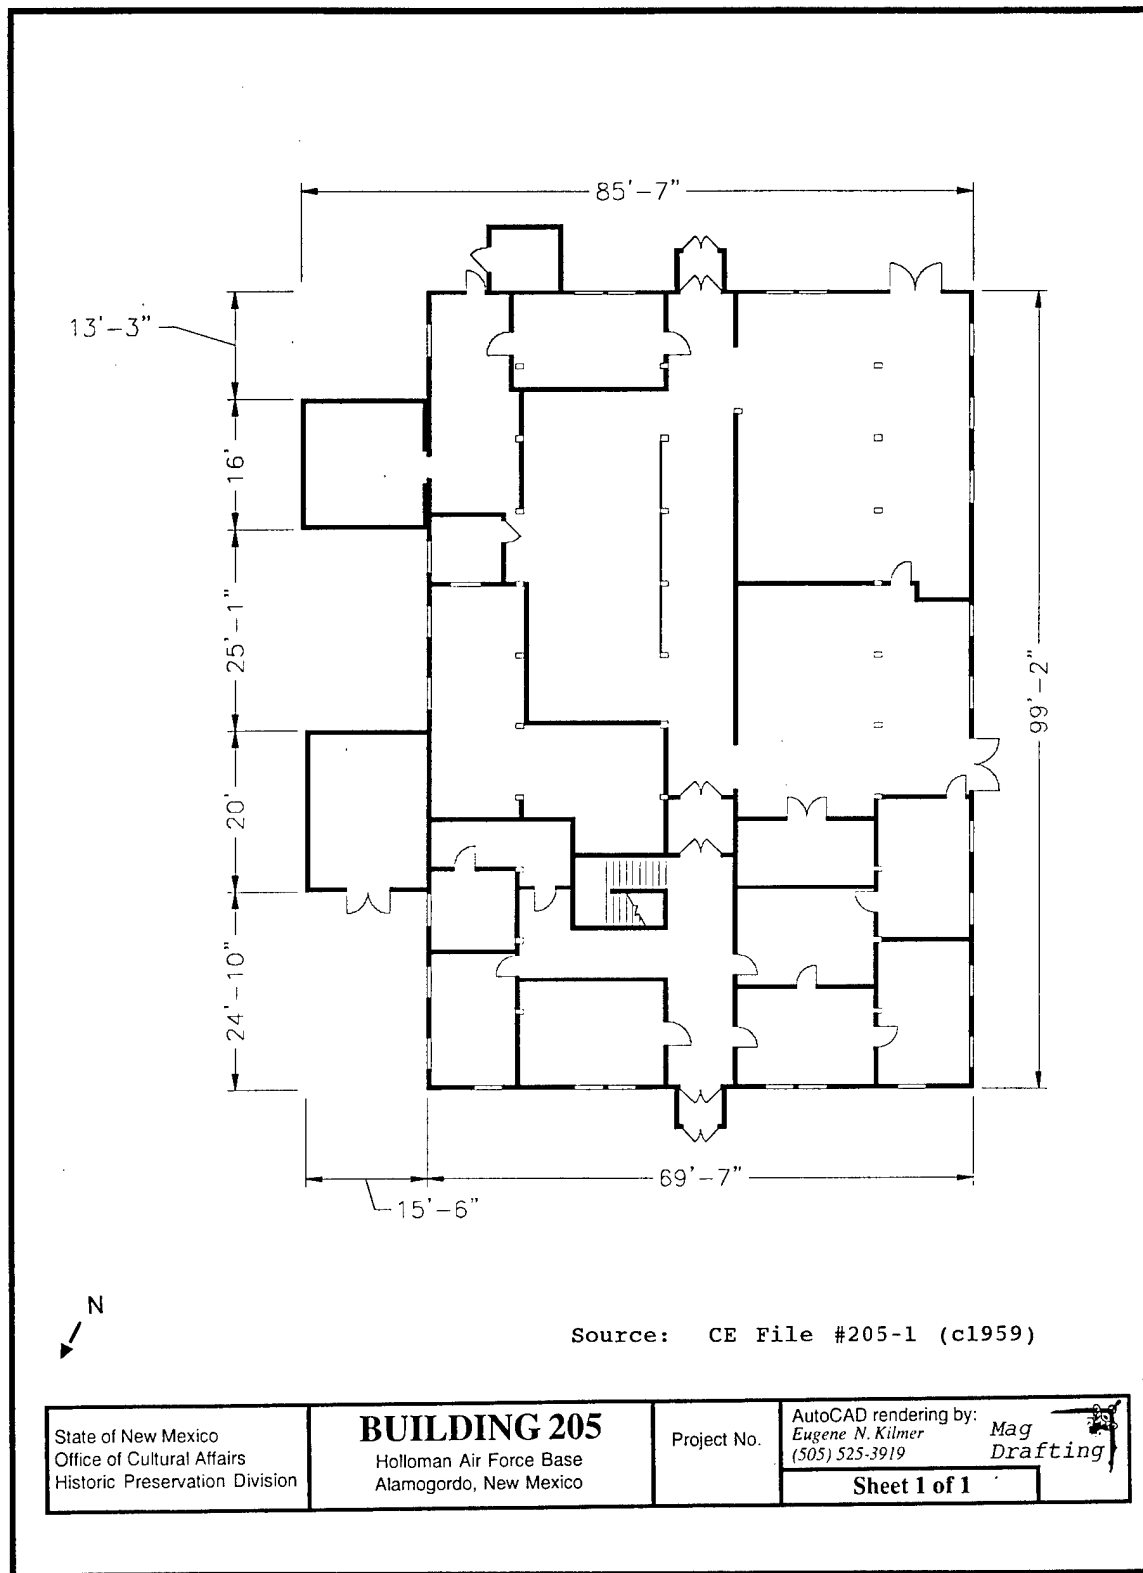 85'-7"
13'-3"
16'
25'-1"
99'-2"
20'
24'-10"
69'-7"
15'-6"
N
Source: CE File #205-1 (c1959)
State of New Mexico
Office of Cultural Affairs
Historic Preservation Division
BUILDING 205
Holloman Air Force Base
Alamogordo, New Mexico
Project No.
AutoCAD rendering by:
Eugene N. Kilmer
(505) 525-3919
Mag
Drafting
Sheet 1 of 1